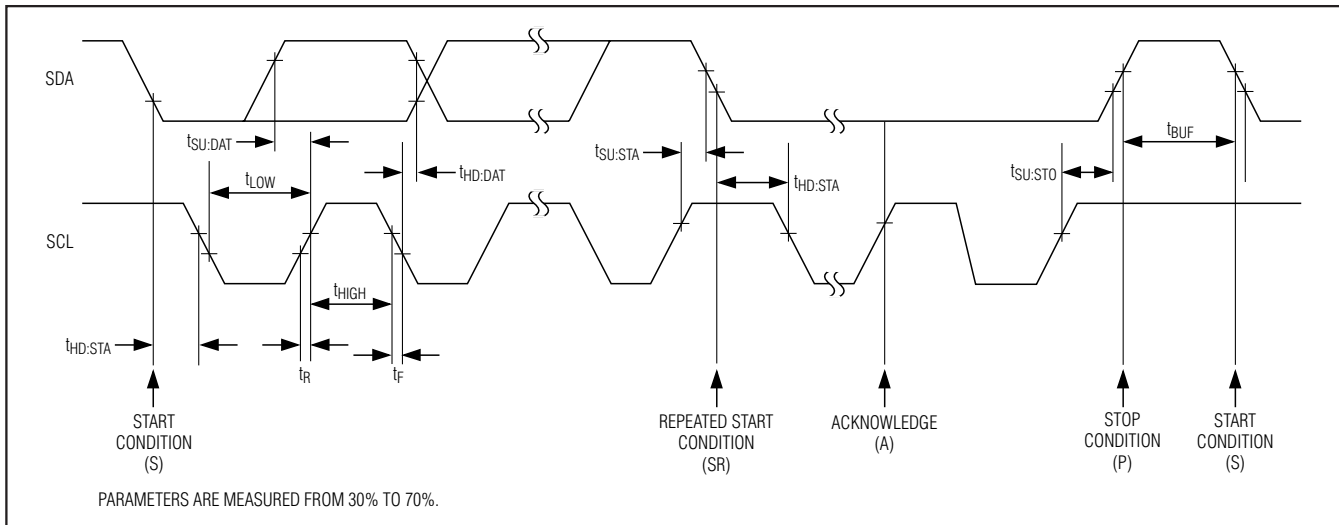 SDA
tSU:DAT
tLOW
tHD:DAT
tSU:STA
tHD:STA
tBUF
tSU:STO
SCL
tHIGH
tHD:STA
tR
tF
START
CONDITION
(S)
REPEATED START
CONDITION
(SR)
ACKNOWLEDGE
(A)
STOP
CONDITION
(P)
START
CONDITION
(S)
PARAMETERS ARE MEASURED FROM 30% TO 70%.